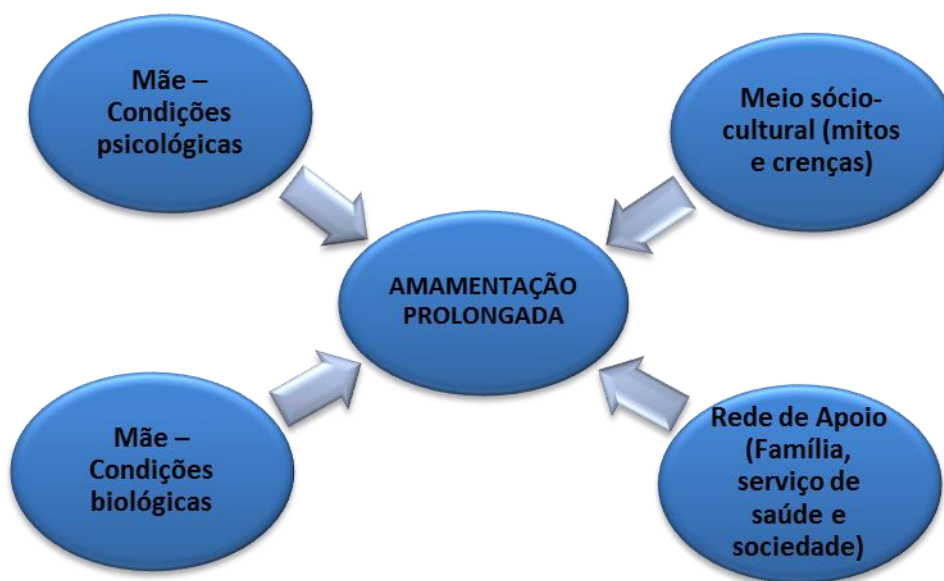 Mãe –
Condições
psicológicas
Meio sócio-
cultural (mitos
e crenças)
AMAMENTAÇÃO
PROLONGADA
Mãe –
Condições
biológicas
Rede de Apoio
(Família,
serviço de
saúde e
sociedade)